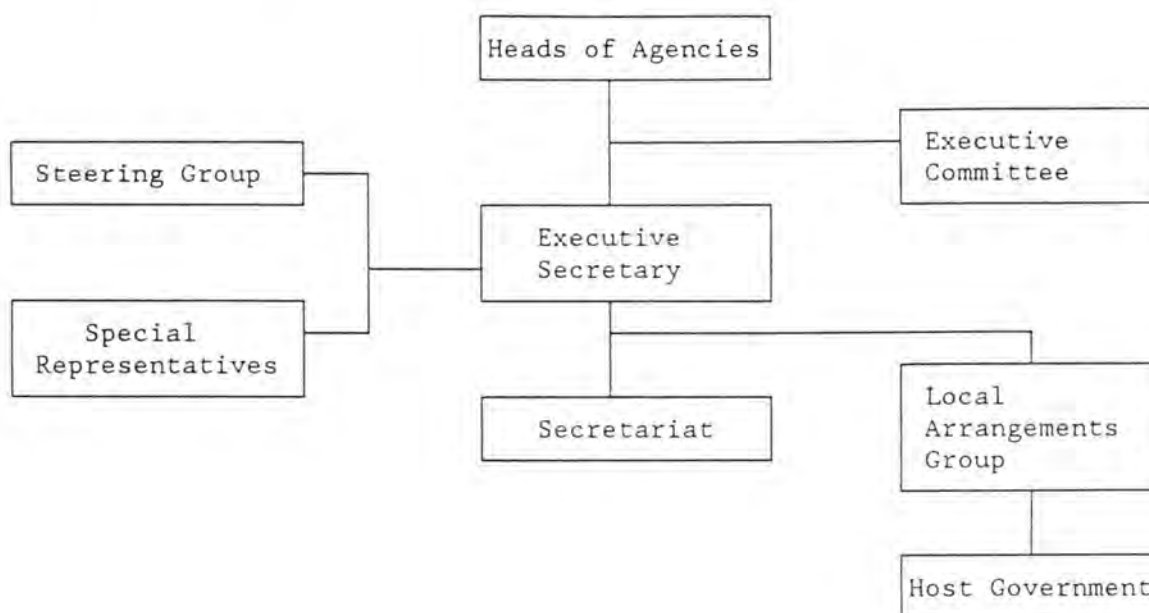 Heads of Agencies
Executive
Committee
Steering Group
Executive
Secretary
Special
Representatives
Secretariat
Local
Arrangements
Group
Host Government